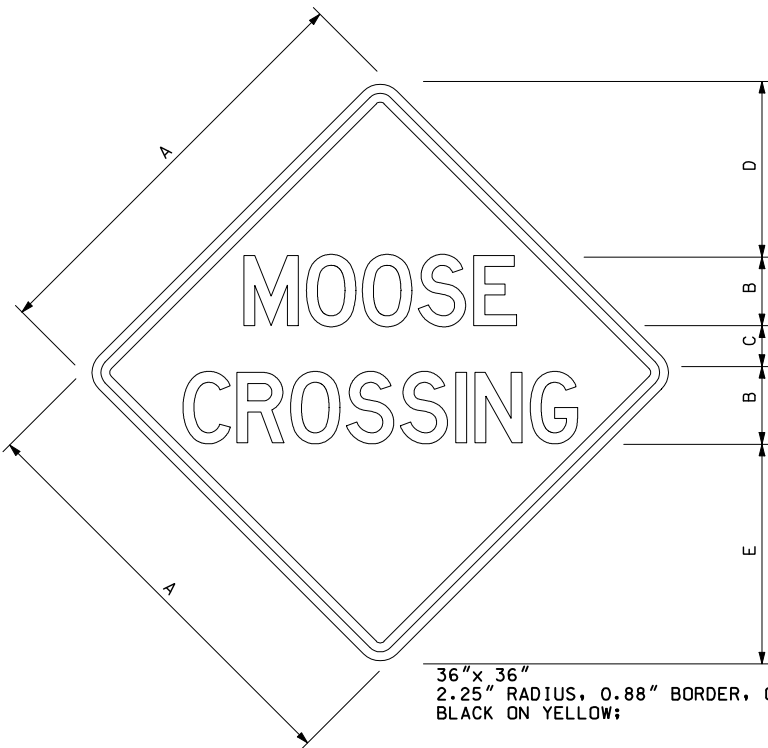 A
D
MOOSE
B
C
CROSSING
B
E
A
36"x 36"
2.25" RADIUS, 0.88" BORDER,
BLACK ON YELLOW;